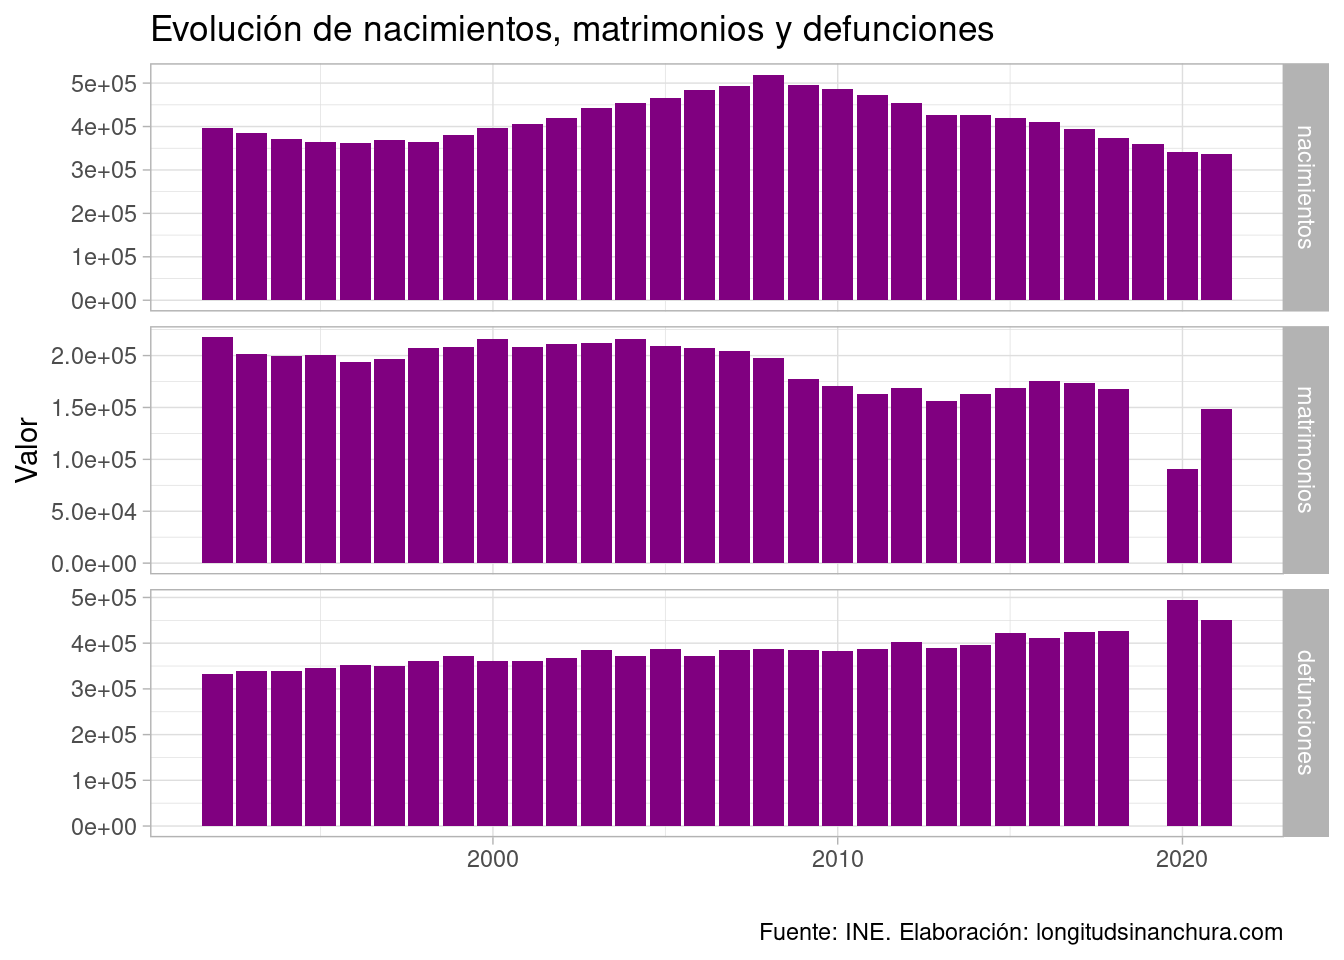 Evolución de nacimientos, matrimonios y defunciones
5e+05
4e+05
3e+05
2e+05
1e+05
0e+00
nacimientos
Valor
2.0e+05
1.5e+05
1.0e+05
5.0e+04
0.0e+00
matrimonios
5e+05
4e+05
3e+05
2e+05
1e+05
0e+00
defunciones
2000 2010 2020
Fuente: INE. Elaboración: longitudsinanchura.com